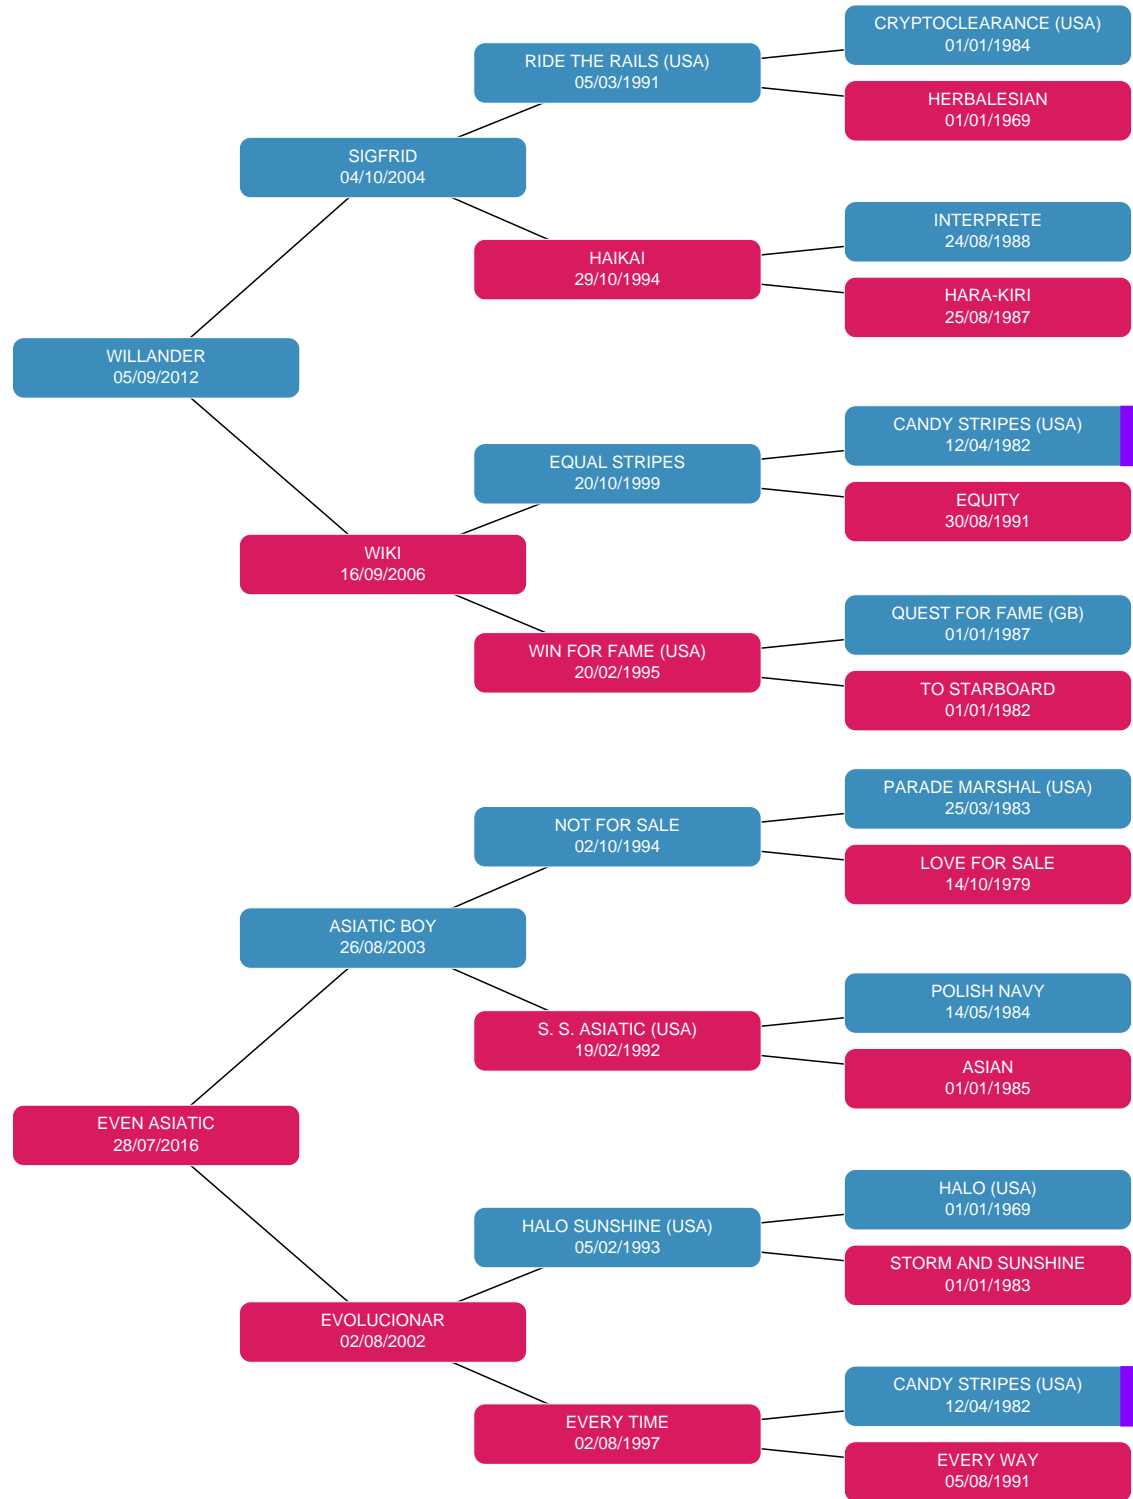 CRYPTOCLEARANCE (USA)
01/01/1984
RIDE THE RAILS (USA)
05/03/1991
HERBALESIAN
01/01/1969
SIGFRID
04/10/2004
INTERPRETE
24/08/1988
HAIKAI
29/10/1994
HARA-KIRI
25/08/1987
WILLANDER
05/09/2012
CANDY STRIPES (USA)
12/04/1982
EQUAL STRIPES
20/10/1999
EQUITY
30/08/1991
WIKI
16/09/2006
QUEST FOR FAME (GB)
01/01/1987
WIN FOR FAME (USA)
20/02/1995
TO STARBOARD
01/01/1982
PARADE MARSHAL (USA)
25/03/1983
NOT FOR SALE
02/10/1994
LOVE FOR SALE
14/10/1979
ASIATIC BOY
26/08/2003
POLISH NAVY
14/05/1984
S. S. ASIATIC (USA)
19/02/1992
ASIAN
01/01/1985
EVEN ASIATIC
28/07/2016
HALO (USA)
01/01/1969
HALO SUNSHINE (USA)
05/02/1993
STORM AND SUNSHINE
01/01/1983
EVOLUCIONAR
02/08/2002
CANDY STRIPES (USA)
12/04/1982
EVERY TIME
02/08/1997
EVERY WAY
05/08/1991